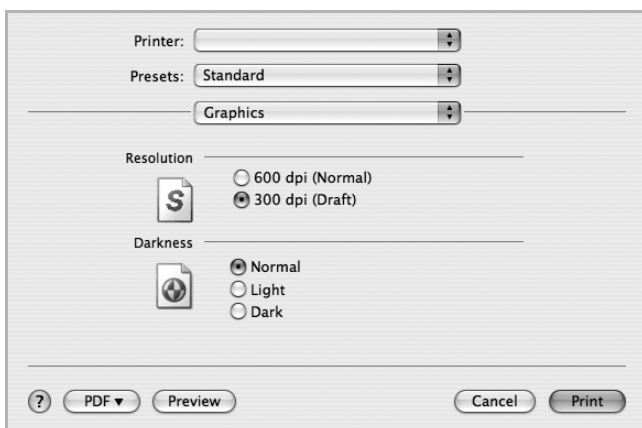 Printer:
Presets: Standard
Graphics
Resolution
600 dpi (Normal)
S
300 dpi (Draft)
Darkness
Normal
Light
Dark
? PDF ▼ Preview Cancel Print